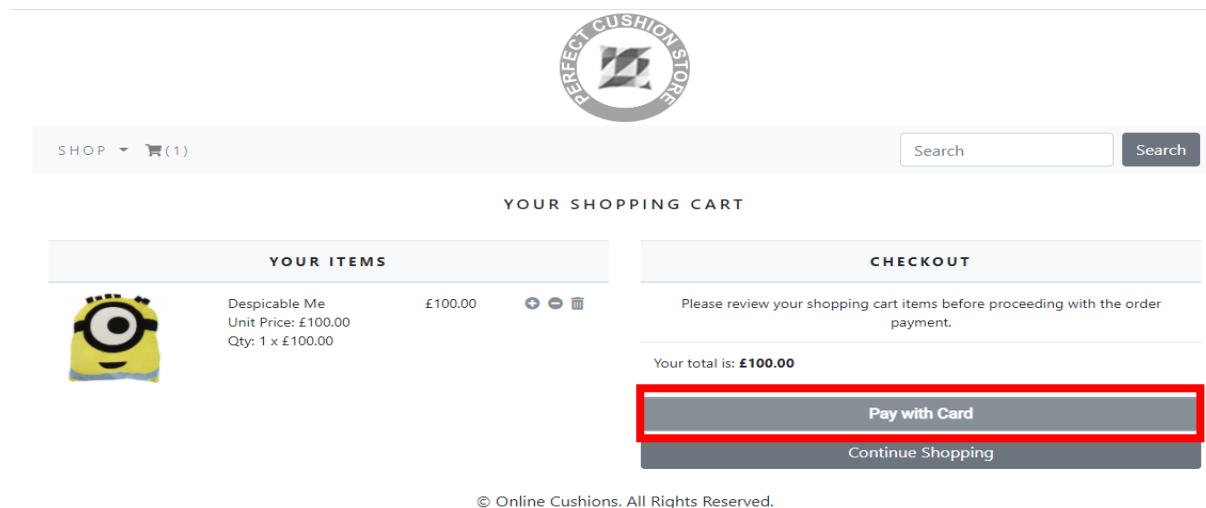 PERFECT CUSHION STORE
SHOP (1)
Search
Search
YOUR SHOPPING CART
YOUR ITEMS
Despicable Me
Unit Price: £100.00
Qty: 1 x £100.00
£100.00
CHECKOUT
Please review your shopping cart items before proceeding with the order
payment.
Your total is: £100.00
Pay with Card
Continue Shopping
© Online Cushions. All Rights Reserved.